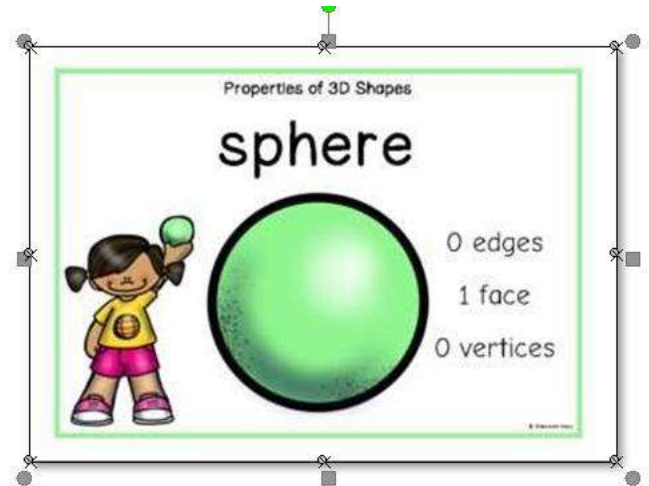 Properties of 3D Shapes
sphere
0 edges
1 face
0 vertices